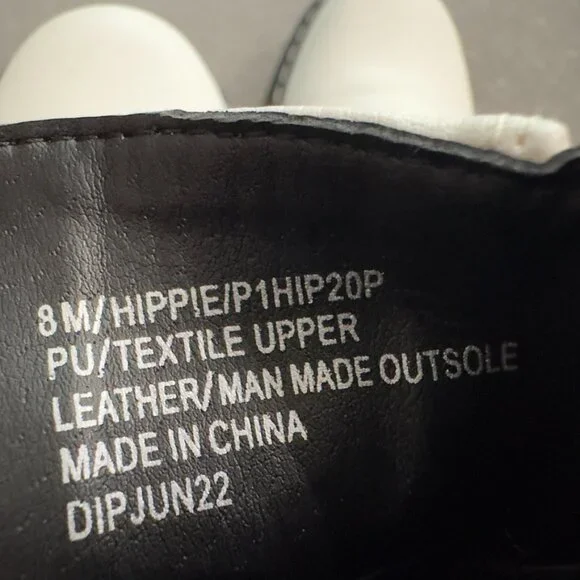 8 M/HIPPIE/P1HIP20P
PU/TEXTILE UPPER
LEATHER/MAN MADE OUTSOLE
MADE IN CHINA
DIPJUN22